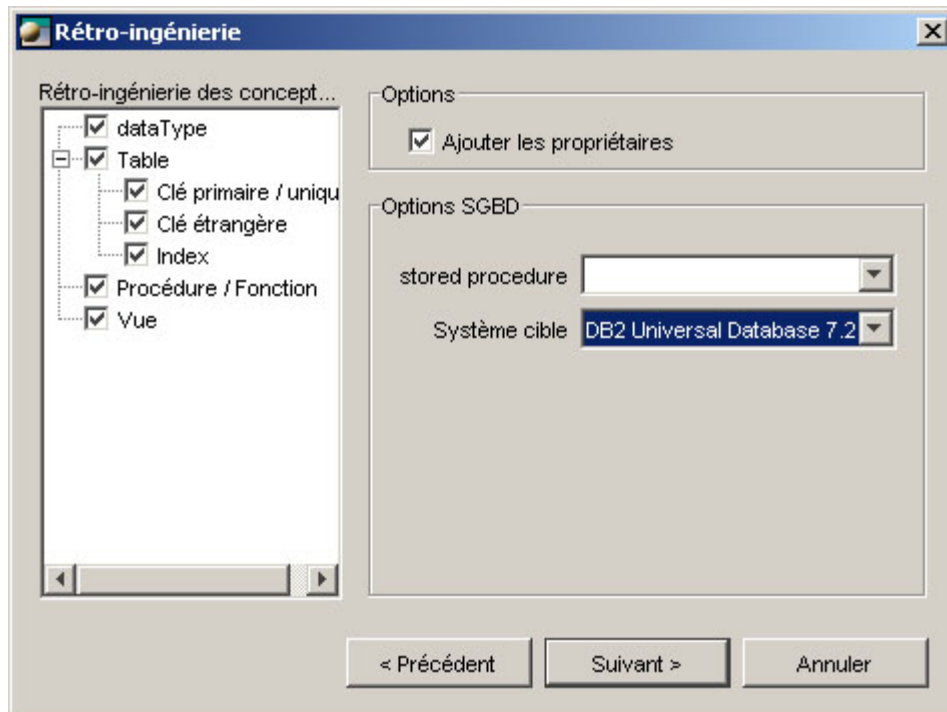 Rétro-ingénierie
Rétro-ingénierie des concept...
dataType
Table
Clé primaire / uniqu
Clé étrangère
Index
Procédure / Fonction
Vue
Options
Ajouter les propriétaires
Options SGBD
stored procedure
Système cible DB2 Universal Database 7.2
< Précédent Suivant > Annuler